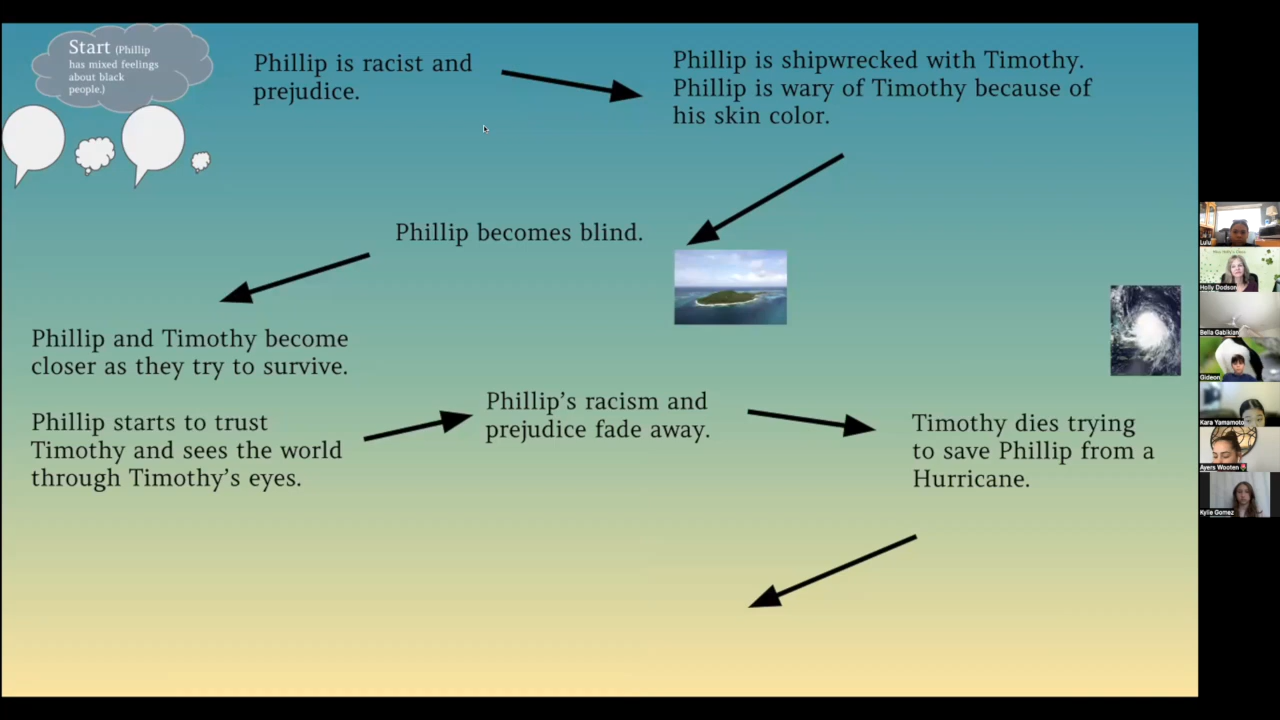 Start (Phillip
has mixed feelings
about black
people.)
Phillip is racist and
prejudice.
Phillip is shipwrecked with Timothy.
Phillip is wary of Timothy because of
his skin color.
Phillip becomes blind.
Phillip and Timothy become
closer as they try to survive.
Phillip starts to trust
Timothy and sees the world
through Timothy's eyes.
Phillip's racism and
prejudice fade away.
Timothy dies trying
to save Phillip from a
Hurricane.
Lulu
Holly Dodson
Bella Gabikian
Gideon
Kara Yamamoto
Ayers Wooten
Kylie Gomez